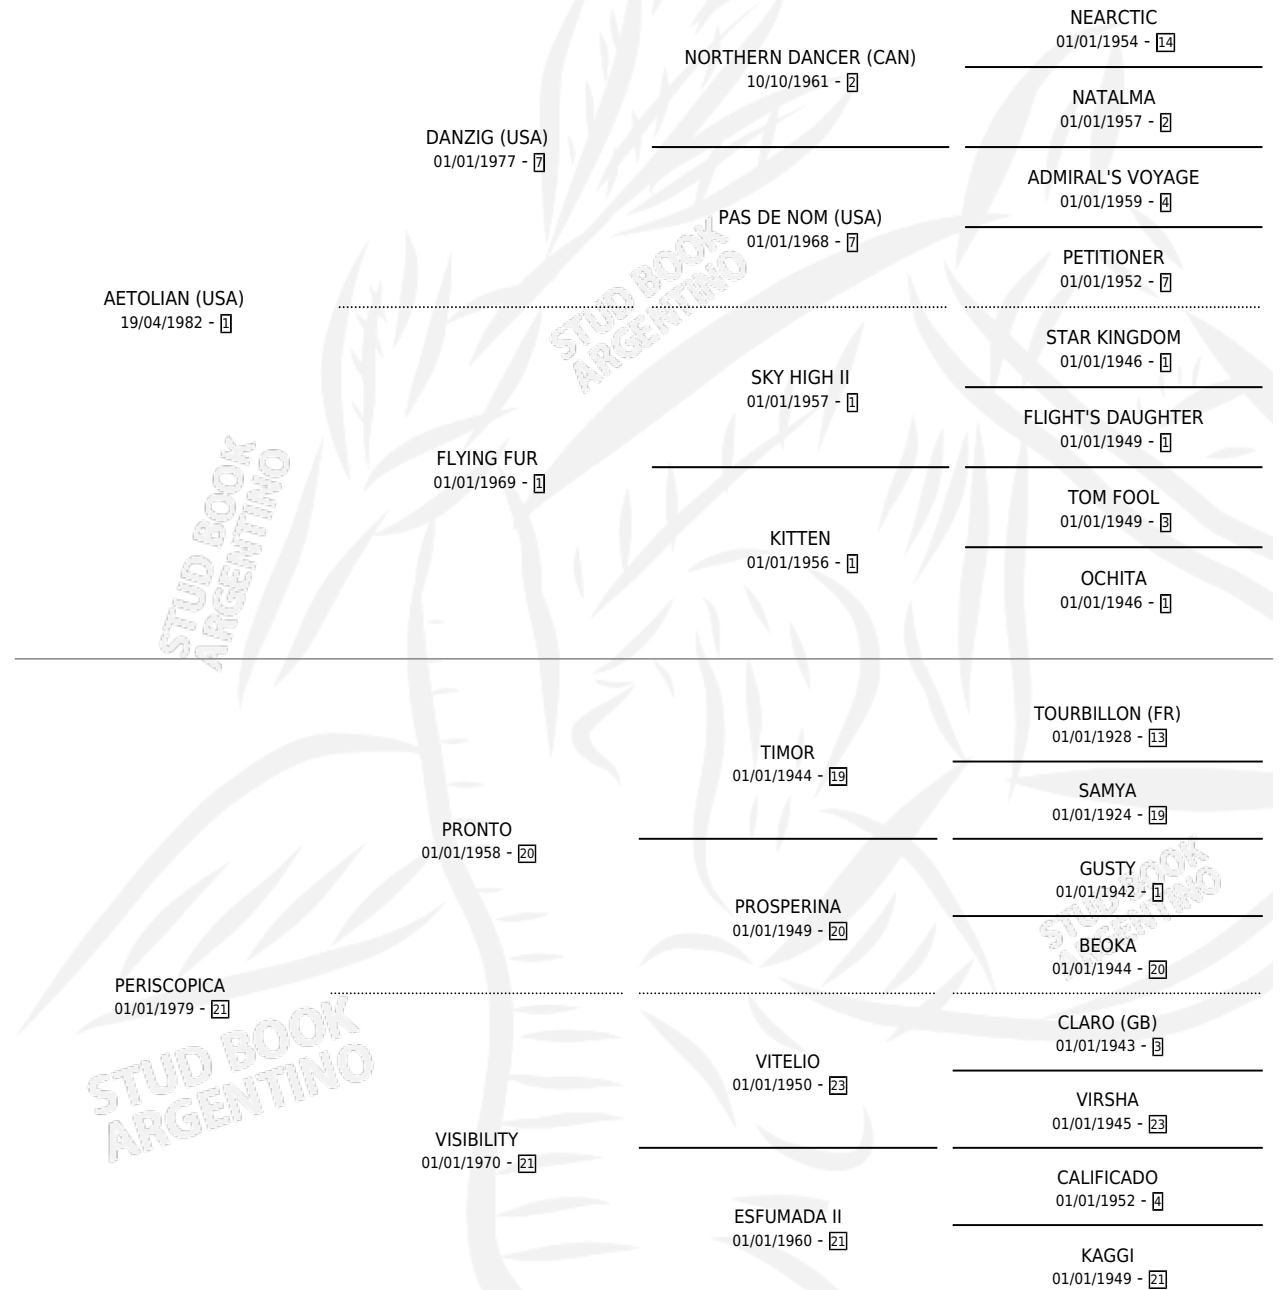 NEARCTIC
01/01/1954 - 14
NORTHERN DANCER (CAN)
10/10/1961 - 2
NATALMA
01/01/1957 - 2
DANZIG (USA)
01/01/1977 - 7
ADMIRAL'S VOYAGE
01/01/1959 - 4
PAS DE NOM (USA)
01/01/1968 - 7
PETITIONER
01/01/1952 - 7
STUD BOOK
ARGENTINO
AETOLIAN (USA)
19/04/1982 - 1
STAR KINGDOM
01/01/1946 - 1
SKY HIGH II
01/01/1957 - 1
FLIGHT'S DAUGHTER
01/01/1949 - 1
FLYING FUR
01/01/1969 - 1
TOM FOOL
01/01/1949 - 3
KITTEN
01/01/1956 - 1
OCHITA
01/01/1946 - 1
STUD BOOK
ARGENTINO
TOURBILLON (FR)
01/01/1928 - 13
TIMOR
01/01/1944 - 19
SAMYA
01/01/1924 - 19
PRONTO
01/01/1958 - 20
GUSTY
01/01/1942 - 1
PROSPERINA
01/01/1949 - 20
BEOKA
01/01/1944 - 20
STUD BOOK
ARGENTINO
PERISCOPICA
01/01/1979 - 21
CLARO (GB)
01/01/1943 - 3
VITELIO
01/01/1950 - 23
VIRSHA
01/01/1945 - 23
STUD BOOK
ARGENTINO
VISIBILITY
01/01/1970 - 21
CALIFICADO
01/01/1952 - 4
ESFUMADA II
01/01/1960 - 21
KAGGI
01/01/1949 - 21